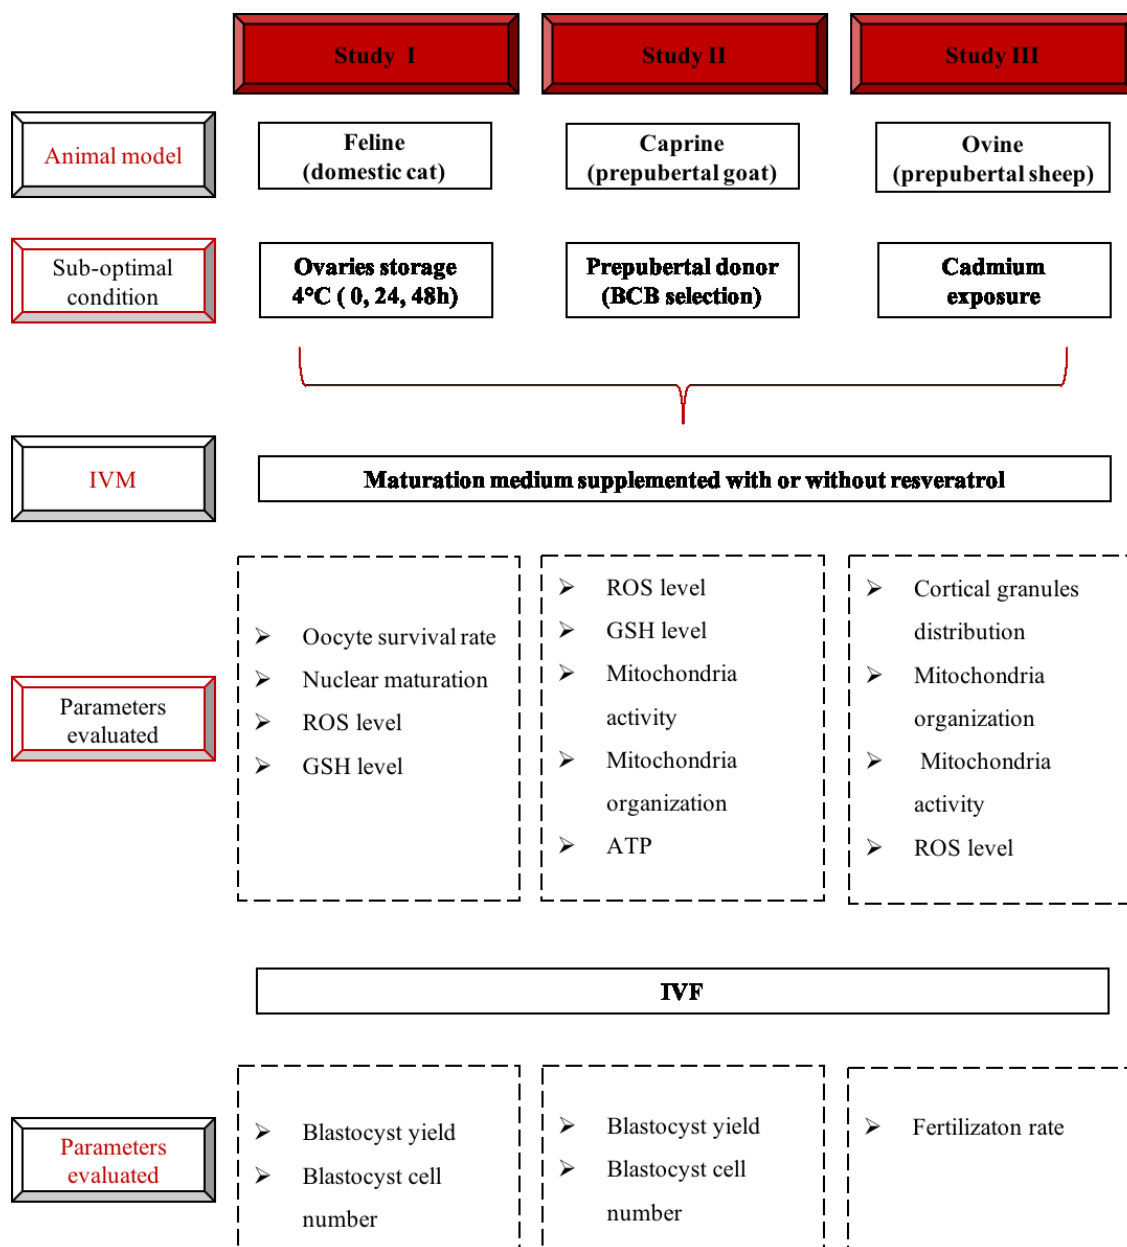 Study I
Study II
Study III
Animal model
Feline
(domestic cat)
Caprine
(prepubertal goat)
Ovine
(prepubertal sheep)
Sub-optimal
condition
Ovaries storage
4°C ( 0, 24, 48h)
Prepubertal donor
(BCB selection)
Cadmium
exposure
IVM
Maturation medium supplemented with or without resveratrol
Parameters
evaluated
➢ Oocyte survival rate
➢ Nuclear maturation
➢ ROS level
➢ GSH level
➢ ROS level
➢ GSH level
➢ Mitochondria
activity
➢ Mitochondria
organization
➢ ATP
➢ Cortical granules
distribution
➢ Mitochondria
organization
➢ Mitochondria
activity
➢ ROS level
IVF
Parameters
evaluated
➢ Blastocyst yield
➢ Blastocyst cell
number
➢ Blastocyst yield
➢ Blastocyst cell
number
➢ Fertilizaton rate